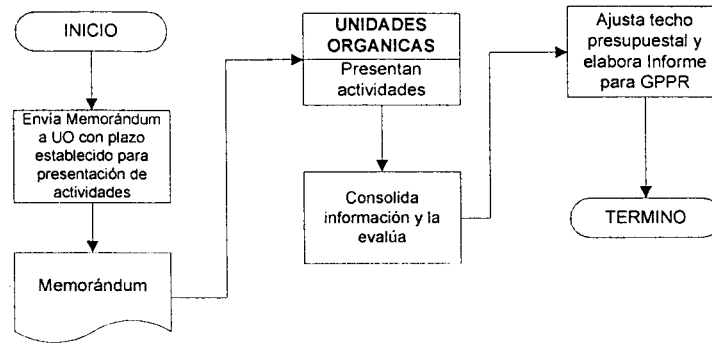 INICIO
Envía Memorándum
a UO con plazo
establecido para
presentación de
actividades
Memorándum
UNIDADES
ORGANICAS
Presentan
actividades
Consolida
información y la
evalúa
Ajusta techo
presupuestal y
elabora Informe
para GPPR
TERMINO